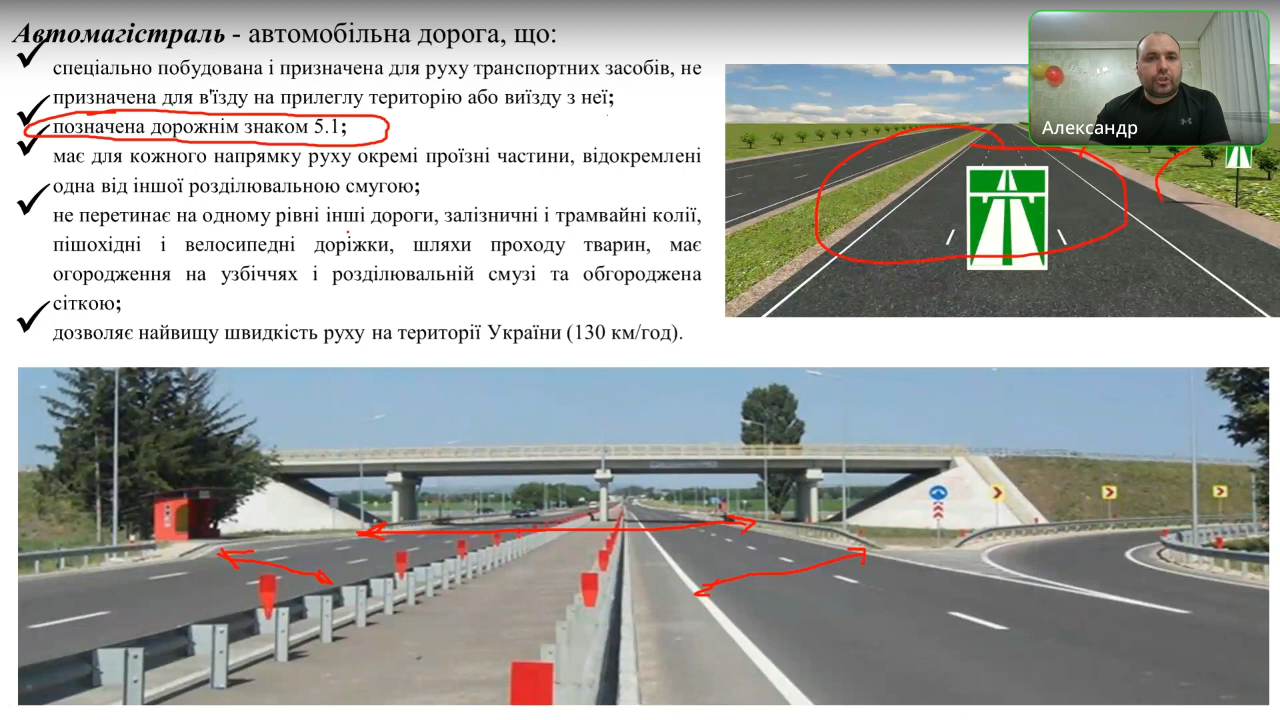 Автомагістраль - автомобільна дорога, що:
спеціально побудована і призначена для руху транспортних засобів, не
призначена для в'їзду на прилеглу територію або виїзду з неї;
позначена дорожнім знаком 5.1;
має для кожного напрямку руху окремі проїзні частини, відокремлені
одна від іншої розділювальною смугою;
не перетинає на одному рівні інші дороги, залізничні і трамвайні колії,
пішохідні і велосипедні доріжки, шляхи проходу тварин, має
огородження на узбіччях і розділювальній смузі та обгороджена
сіткою;
дозволяє найвищу швидкість руху на території України (130 км/год).
Александр